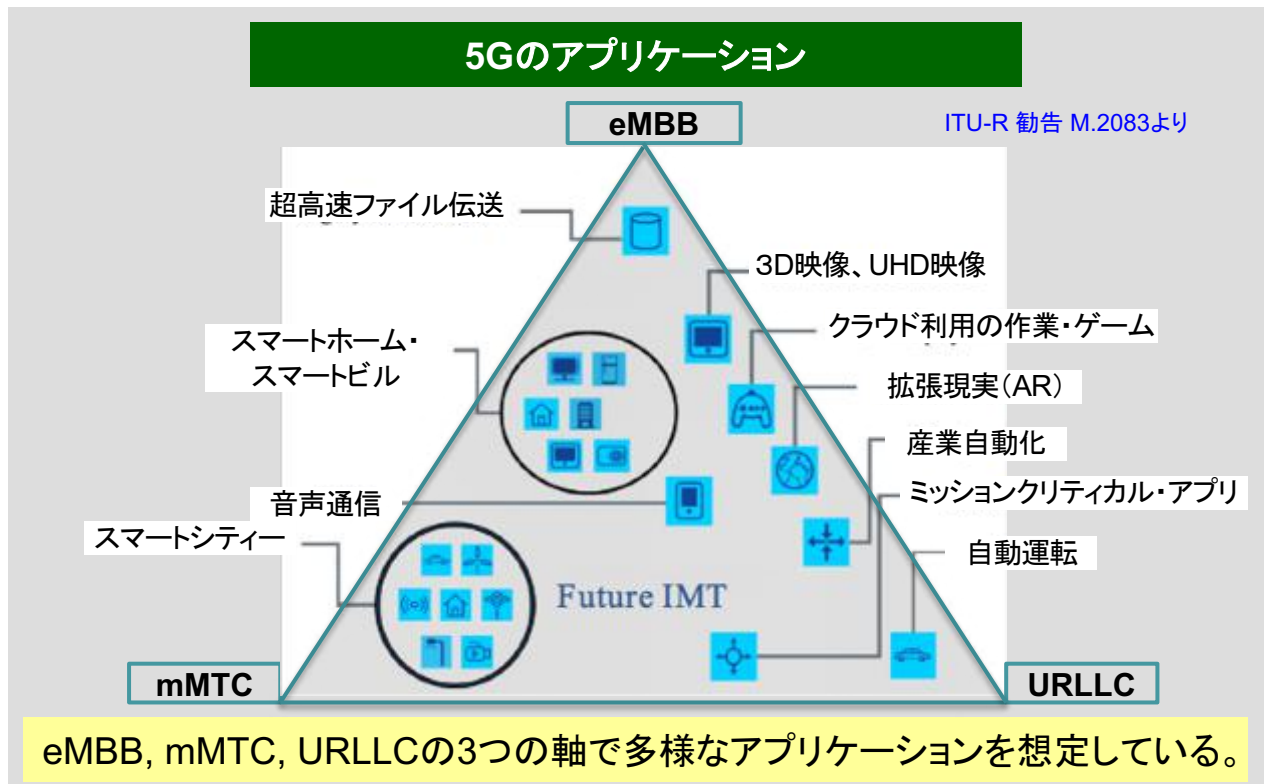 5Gのアプリケーション
eMBB
ITU-R 勧告 M.2083より
超高速ファイル伝送
3D映像、UHD映像
クラウド利用の作業・ゲーム
スマートホーム・
スマートビル
拡張現実(AR)
産業自動化
音声通信
ミッションクリティカル・アプリ
スマートシティー
自動運転
Future IMT
mMTC
URLLC
eMBB, mMTC, URLLCの3つの軸で多様なアプリケーションを想定している。